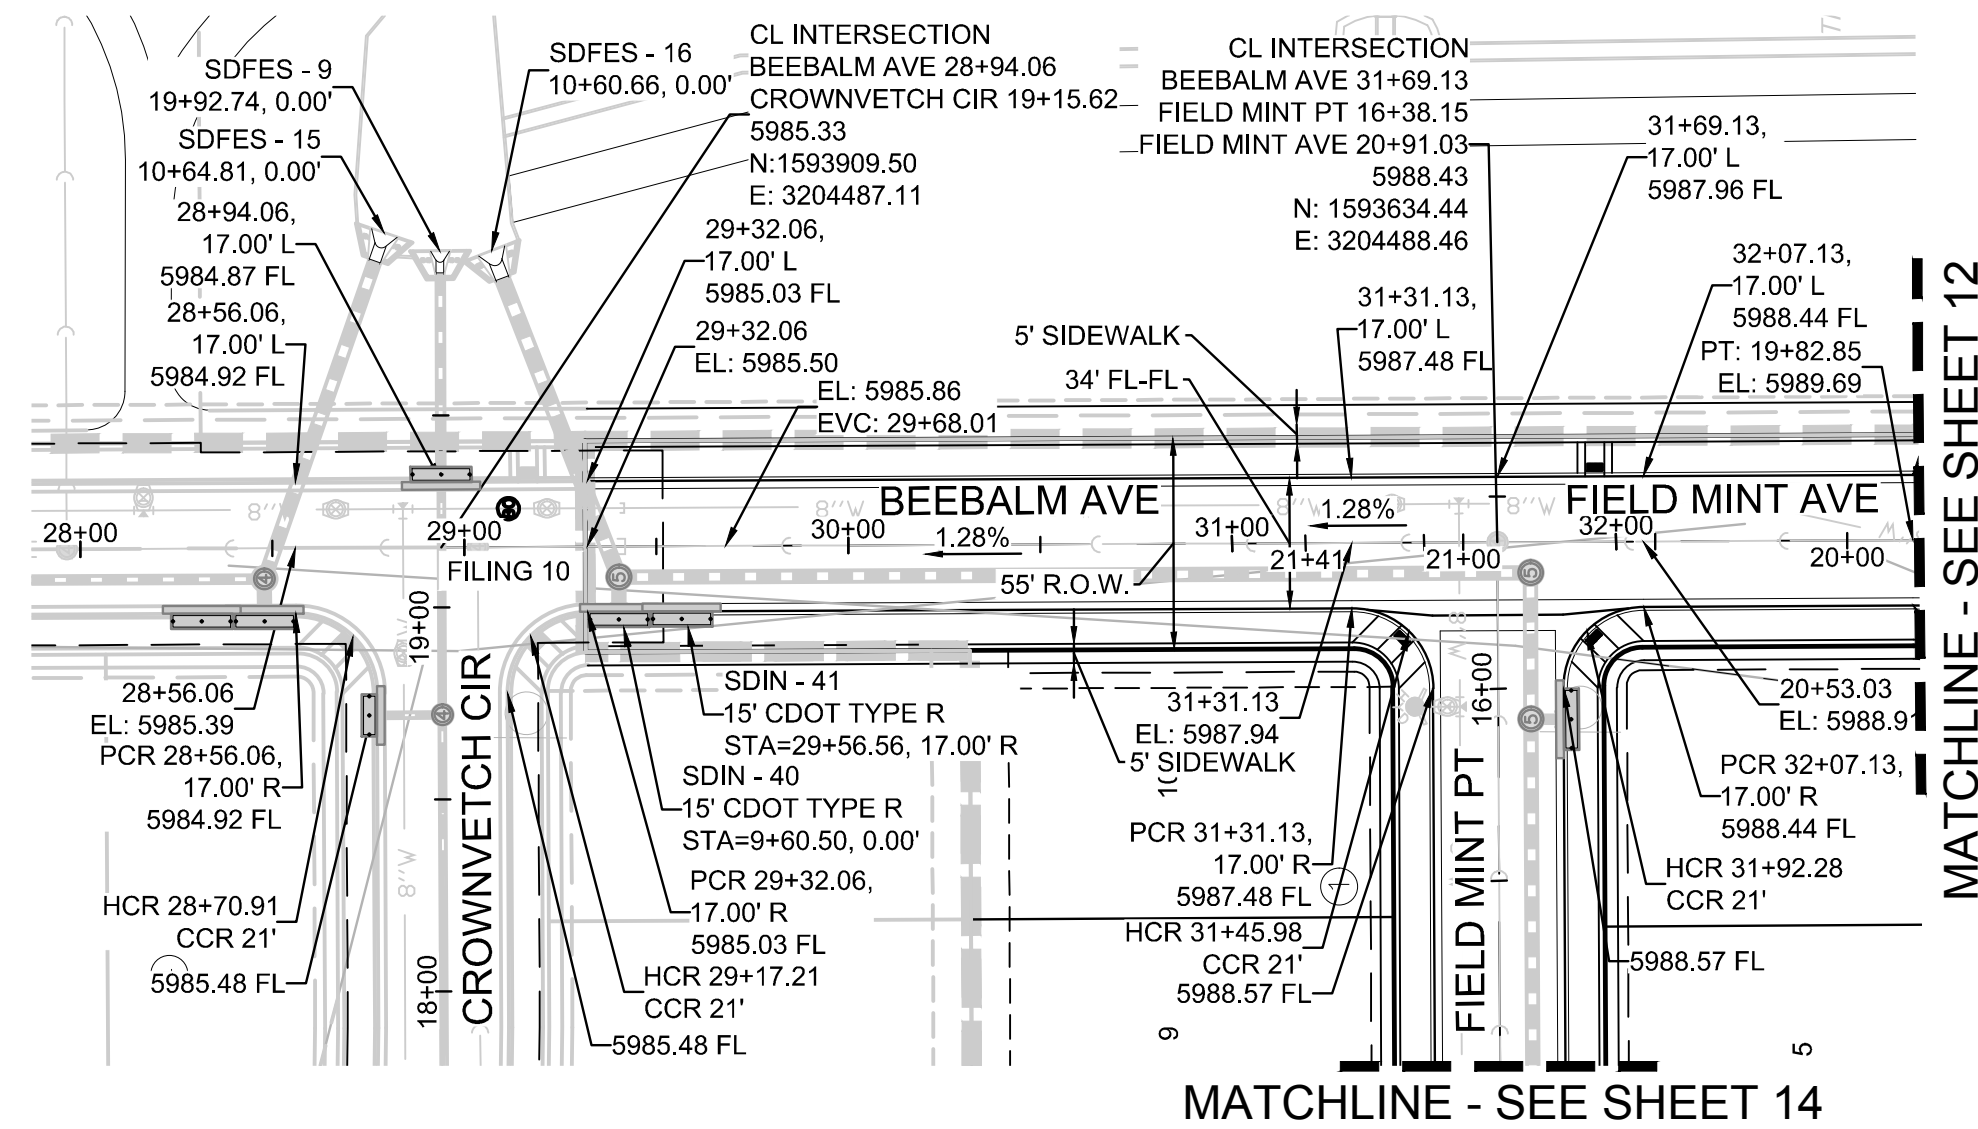 SDFES - 9
19+92.74, 0.00'
SDFES - 15
10+64.81, 0.00'
28+94.06,
17.00' L
5984.87 FL
28+56.06,
17.00' L
5984.92 FL
SDFES - 16
10+60.66, 0.00'
CL INTERSECTION
BEEBALM AVE 28+94.06
CROWNVETCH CIR 19+15.62
5985.33
N:1593909.50
E: 3204487.11
29+32.06,
17.00' L
5985.03 FL
29+32.06
EL: 5985.50
EL: 5985.86
EVC: 29+68.01
CL INTERSECTION
BEEBALM AVE 31+69.13
FIELD MINT PT 16+38.15
FIELD MINT AVE 20+91.03
5988.43
N: 1593634.44
E: 3204488.46
5' SIDEWALK
34' FL-FL
31+31.13,
17.00' L
5987.48 FL
31+69.13,
17.00' L
5987.96 FL
32+07.13,
17.00' L
5988.44 FL
PT: 19+82.85
EL: 5989.69
MATCHLINE - SEE SHEET 12
BEEBALM AVE
FIELD MINT AVE
8"W
8"W
8"W
28+00
29+00
30+00
31+00
32+00
21+41
21+00
20+00
1.28%
1.28%
FILING 10
55' R.O.W.
4
5
5
4
5
19+00
18+00
16+00
CROWNVETCH CIR
FIELD MINT PT
8"W
8"W
28+56.06
EL: 5985.39
PCR 28+56.06,
17.00' R
5984.92 FL
HCR 28+70.91
CCR 21'
5985.48 FL
SDIN - 41
15' CDOT TYPE R
STA=29+56.56, 17.00' R
SDIN - 40
15' CDOT TYPE R
STA=9+60.50, 0.00'
PCR 29+32.06,
17.00' R
5985.03 FL
HCR 29+17.21
CCR 21'
5985.48 FL
31+31.13
EL: 5987.94
5' SIDEWALK
10
PCR 31+31.13,
17.00' R
5987.48 FL
1
HCR 31+45.98
CCR 21'
5988.57 FL
9
20+53.03
EL: 5988.91
PCR 32+07.13,
17.00' R
5988.44 FL
HCR 31+92.28
CCR 21'
5988.57 FL
5
MATCHLINE - SEE SHEET 14